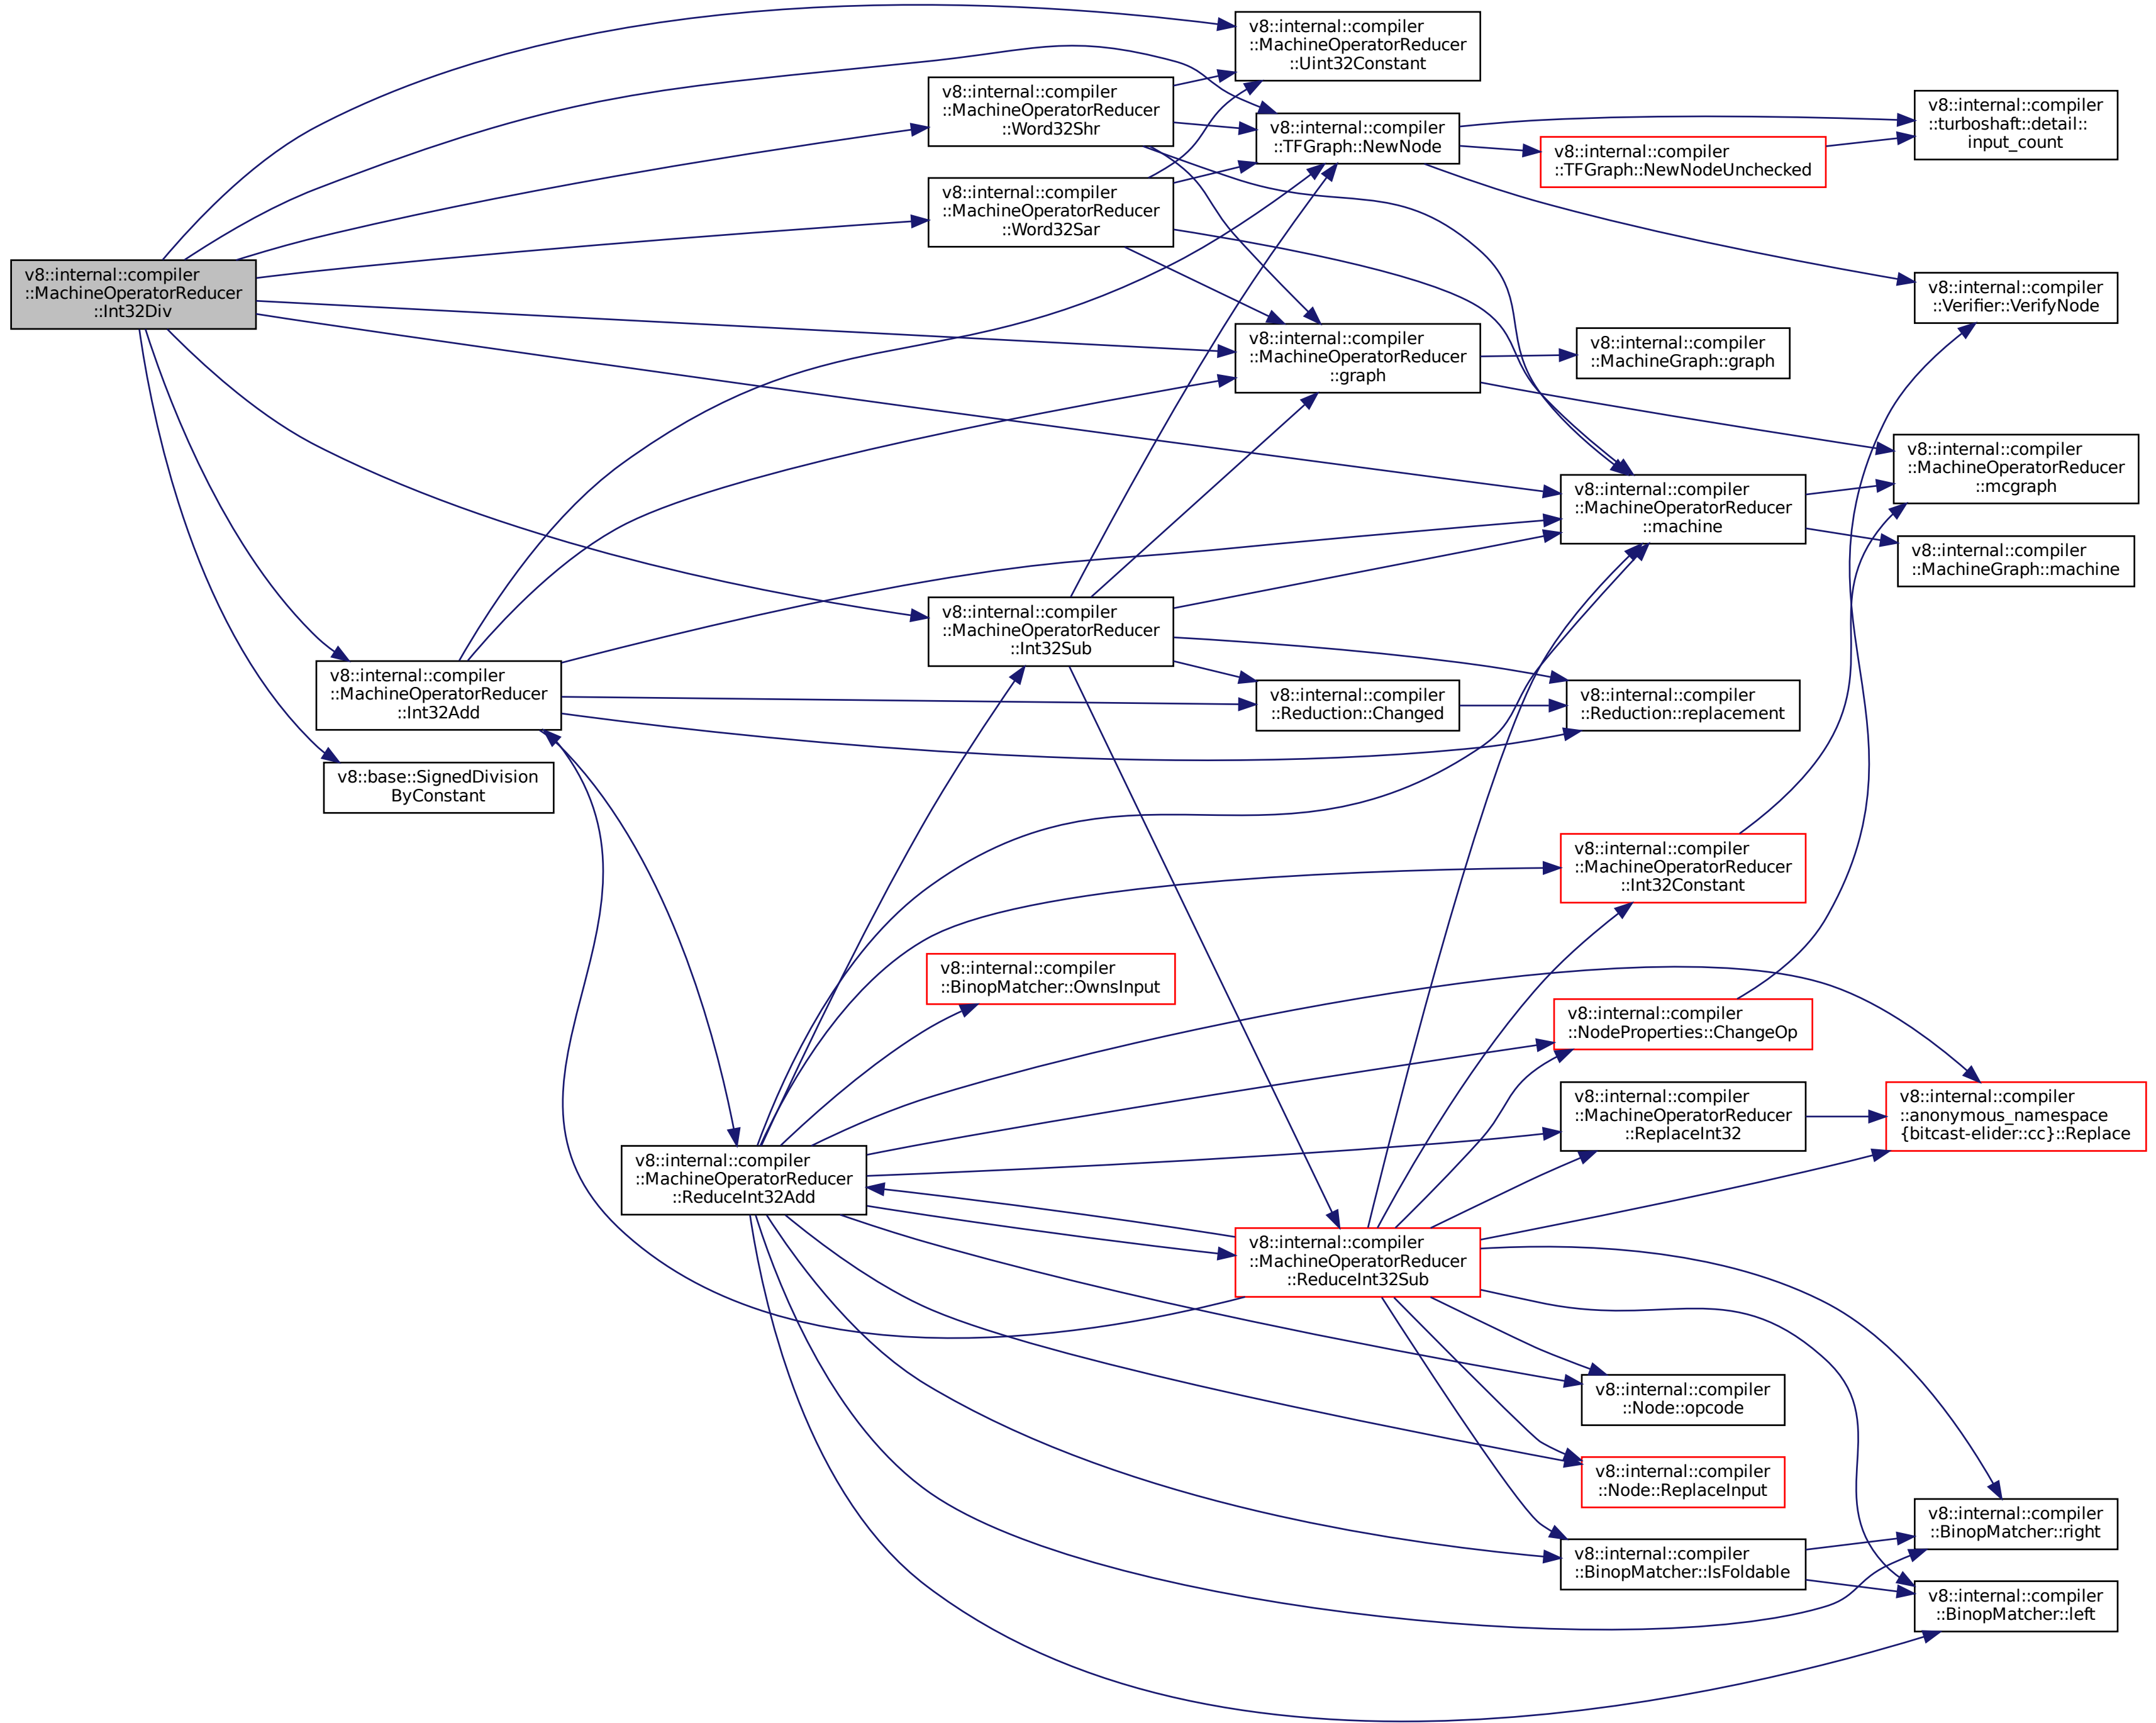 v8::internal::compiler
::MachineOperatorReducer
::Int32Div
v8::internal::compiler
::MachineOperatorReducer
::Int32Add
v8::base::SignedDivision
ByConstant
v8::internal::compiler
::MachineOperatorReducer
::ReduceInt32Add
v8::internal::compiler
::MachineOperatorReducer
::Word32Shr
v8::internal::compiler
::MachineOperatorReducer
::Word32Sar
v8::internal::compiler
::MachineOperatorReducer
::Int32Sub
v8::internal::compiler
::BinopMatcher::OwnsInput
v8::internal::compiler
::MachineOperatorReducer
::Uint32Constant
v8::internal::compiler
::TFGraph::NewNode
v8::internal::compiler
::MachineOperatorReducer
::graph
v8::internal::compiler
::Reduction::Changed
v8::internal::compiler
::MachineOperatorReducer
::ReduceInt32Sub
v8::internal::compiler
::TFGraph::NewNodeUnchecked
v8::internal::compiler
::MachineGraph::graph
v8::internal::compiler
::MachineOperatorReducer
::machine
v8::internal::compiler
::Reduction::replacement
v8::internal::compiler
::MachineOperatorReducer
::Int32Constant
v8::internal::compiler
::NodeProperties::ChangeOp
v8::internal::compiler
::MachineOperatorReducer
::ReplaceInt32
v8::internal::compiler
::Node::opcode
v8::internal::compiler
::Node::ReplaceInput
v8::internal::compiler
::BinopMatcher::IsFoldable
v8::internal::compiler
::turboshaft::detail::
input_count
v8::internal::compiler
::Verifier::VerifyNode
v8::internal::compiler
::MachineOperatorReducer
::mcgraph
v8::internal::compiler
::MachineGraph::machine
v8::internal::compiler
::anonymous_namespace
{bitcast-elider::cc}::Replace
v8::internal::compiler
::BinopMatcher::right
v8::internal::compiler
::BinopMatcher::left